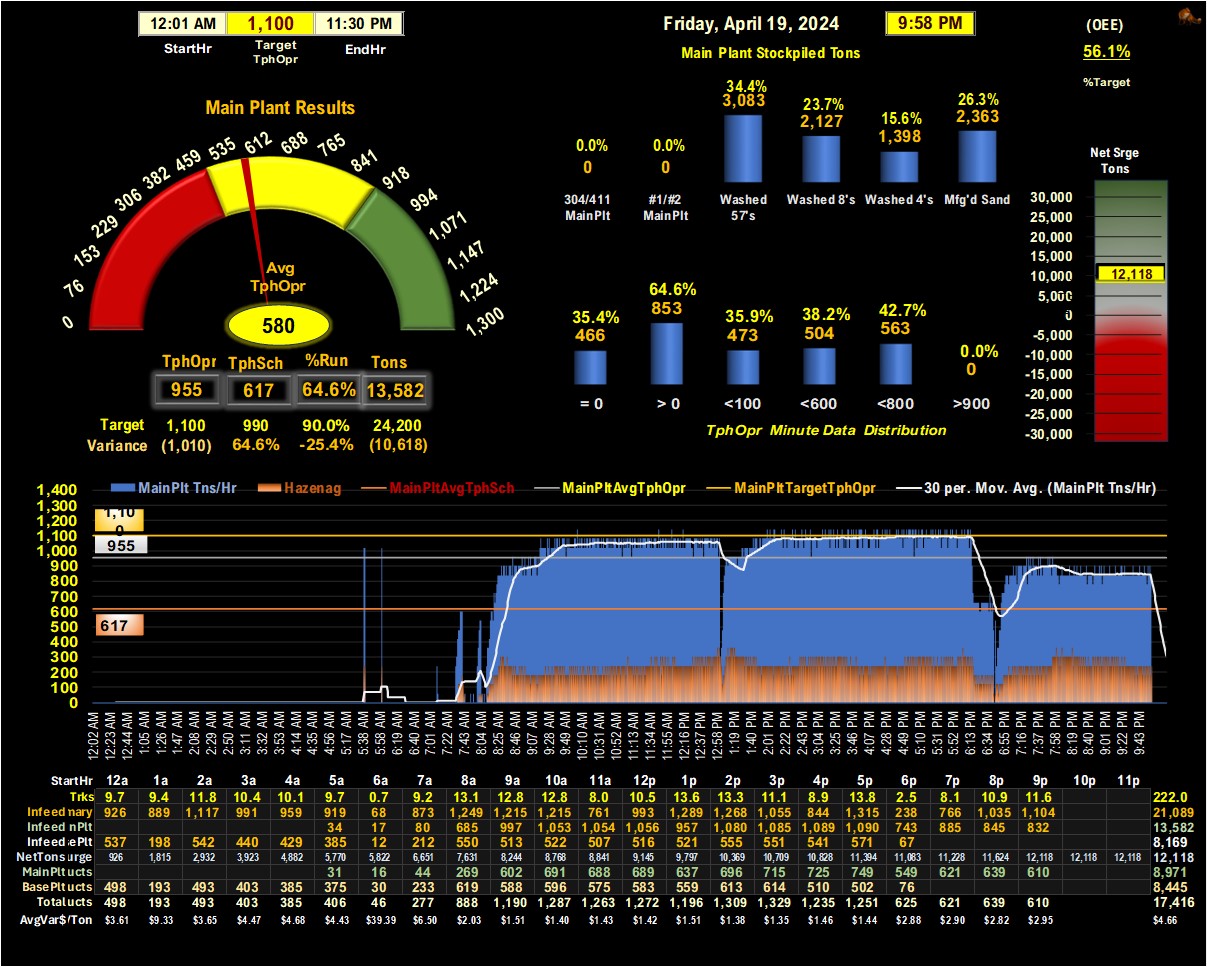 12:01 AM 1,100 11:30 PM
StartHr Target TphOpr EndHr
Friday, April 19, 2024 9:58 PM
(OEE)
56.1%
%Target
Main Plant Stockpiled Tons
34.4% 23.7% 15.6% 26.3%
3,083 2,127 1,398 2,363
0.0% 0.0%
0 0
304/411 MainPlt #1/#2 MainPlt Washed 57's Washed 8's Washed 4's Mfg'd Sand
Main Plant Results
0 76 153 229 306 382 459 535 612 688 765 841 918 994 1,071 1,147 1,224 1,300
Avg
TphOpr
580
TphOpr TphSch %Run Tons
955 617 64.6% 13,582
Target 1,100 990 90.0% 24,200
Variance (1,010) 64.6% -25.4% (10,618)
35.4% 64.6% 35.9% 38.2% 42.7% 0.0%
466 853 473 504 563 0
= 0 > 0 <100 <600 <800 >900
TphOpr Minute Data Distribution
Net Srge
Tons
30,000
25,000
20,000
15,000
10,000
12,118
5,000
0
-5,000
-10,000
-15,000
-20,000
-25,000
-30,000
MainPlt Tns/Hr Hazenag MainPltAvgTphSch MainPltAvgTphOpr MainPltTargetTphOpr 30 per. Mov. Avg. (MainPlt Tns/Hr)
1,400
1,300
1,10
0
1,100
955
1,000
900
800
700
600
617
500
400
300
200
100
0
12:02 AM 12:23 AM 12:44 AM 1:05 AM 1:26 AM 1:47 AM 2:08 AM 2:29 AM 2:50 AM 3:11 AM 3:32 AM 3:53 AM 4:14 AM 4:35 AM 4:56 AM 5:17 AM 5:38 AM 5:58 AM 6:19 AM 6:40 AM 7:01 AM 7:22 AM 7:43 AM 8:04 AM 8:25 AM 8:46 AM 9:07 AM 9:28 AM 9:49 AM 10:10 AM 10:31 AM 10:52 AM 11:13 AM 11:34 AM 11:55 AM 12:16 PM 12:37 PM 12:58 PM 1:19 PM 1:40 PM 2:01 PM 2:22 PM 2:43 PM 3:04 PM 3:25 PM 3:46 PM 4:07 PM 4:28 PM 4:49 PM 5:10 PM 5:31 PM 5:52 PM 6:13 PM 6:34 PM 6:55 PM 7:16 PM 7:37 PM 7:58 PM 8:19 PM 8:40 PM 9:01 PM 9:22 PM 9:43 PM
StartHr 12a 1a 2a 3a 4a 5a 6a 7a 8a 9a 10a 11a 12p 1p 2p 3p 4p 5p 6p 7p 8p 9p 10p 11p
Trks 9.7 9.4 11.8 10.4 10.1 9.7 0.7 9.2 13.1 12.8 12.8 8.0 10.5 13.6 13.3 11.1 8.9 13.8 2.5 8.1 10.9 11.6 222.0
Infeed mary 926 889 1,117 991 959 919 68 873 1,249 1,215 1,215 761 993 1,289 1,268 1,055 844 1,315 238 766 1,035 1,104 21,089
Infeed nPlt 34 17 80 685 997 1,053 1,054 1,056 957 1,080 1,085 1,089 1,090 743 885 845 832 13,582
Infeed ePlt 537 198 542 440 429 385 12 212 550 513 522 507 516 521 555 551 541 571 67 8,169
NetTons urge 926 1,815 2,932 3,923 4,882 5,770 5,822 6,651 7,631 8,244 8,768 8,841 9,145 9,797 10,369 10,709 10,828 11,394 11,083 11,228 11,624 12,118 12,118 12,118 12,118
MainPlt ucts 31 16 44 269 602 691 688 689 637 696 715 725 749 549 621 639 610 8,971
BasePlt ucts 498 193 493 403 385 375 30 233 619 588 596 575 583 559 613 614 510 502 76 8,445
Total ucts 498 193 493 403 385 406 46 277 888 1,190 1,287 1,263 1,272 1,196 1,309 1,329 1,235 1,251 625 621 639 610 17,416
AvgVar$/Ton $3.61 $9.33 $3.65 $4.47 $4.68 $4.43 $39.39 $6.50 $2.03 $1.51 $1.40 $1.43 $1.42 $1.51 $1.38 $1.35 $1.46 $1.44 $2.88 $2.90 $2.82 $2.95 $4.66